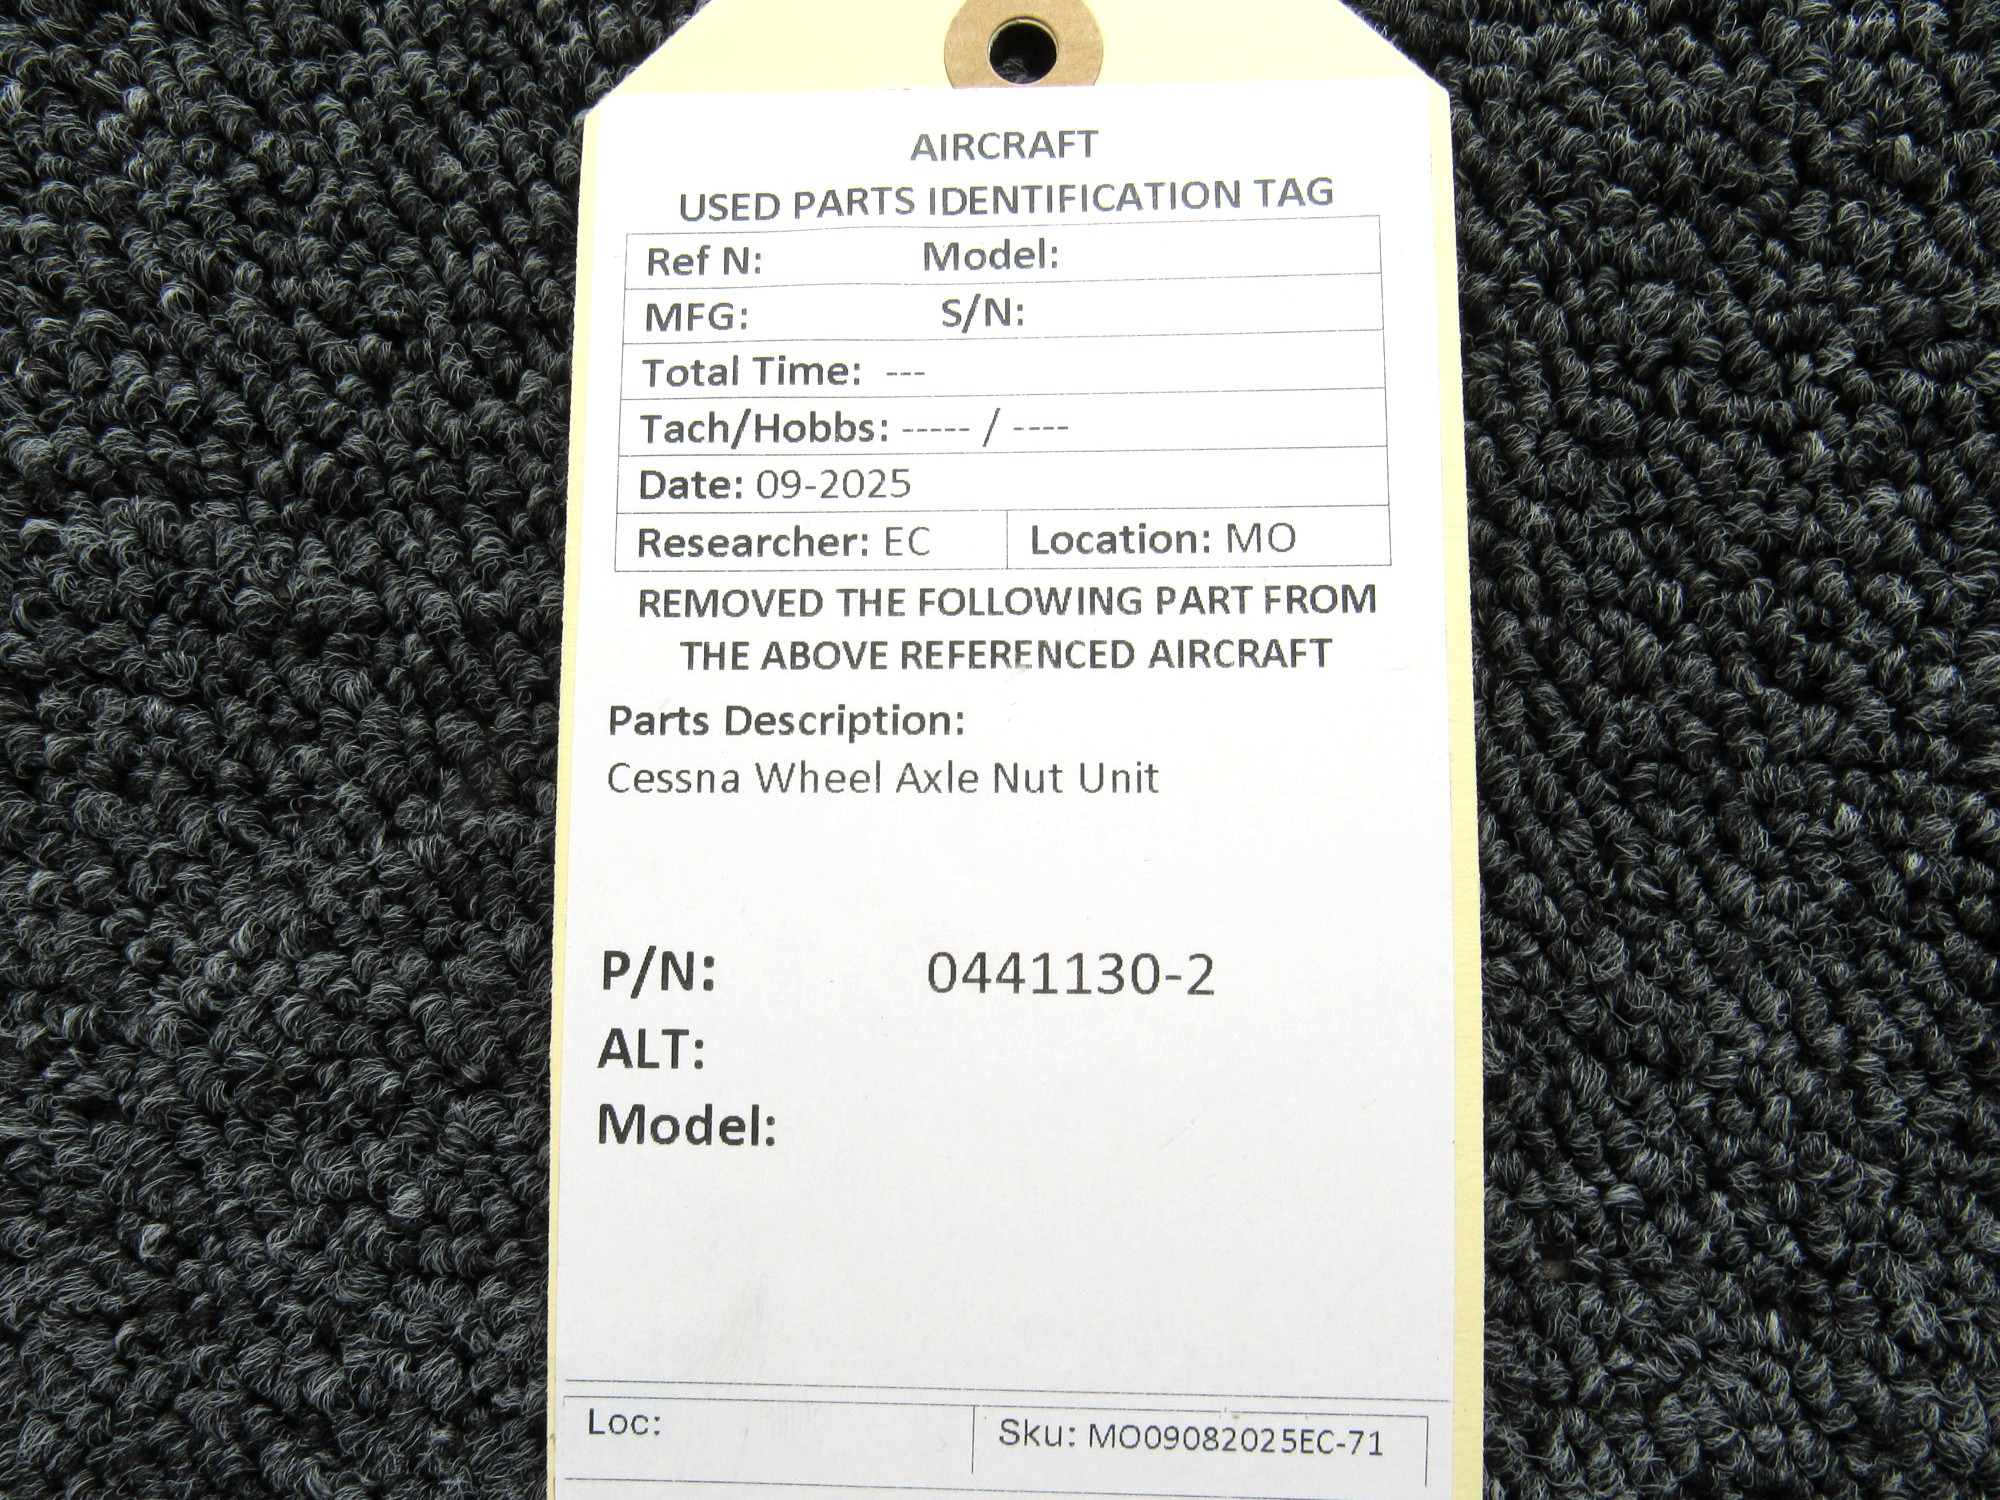 AIRCRAFT
USED PARTS IDENTIFICATION TAG
Ref N: Model:
MFG: S/N:
Total Time: ---
Tach/Hobbs: ----- / ----
Date: 09-2025
Researcher: EC Location: MO
REMOVED THE FOLLOWING PART FROM
THE ABOVE REFERENCED AIRCRAFT
Parts Description:
Cessna Wheel Axle Nut Unit
P/N: 0441130-2
ALT:
Model:
Loc: Sku: MO09082025EC-71